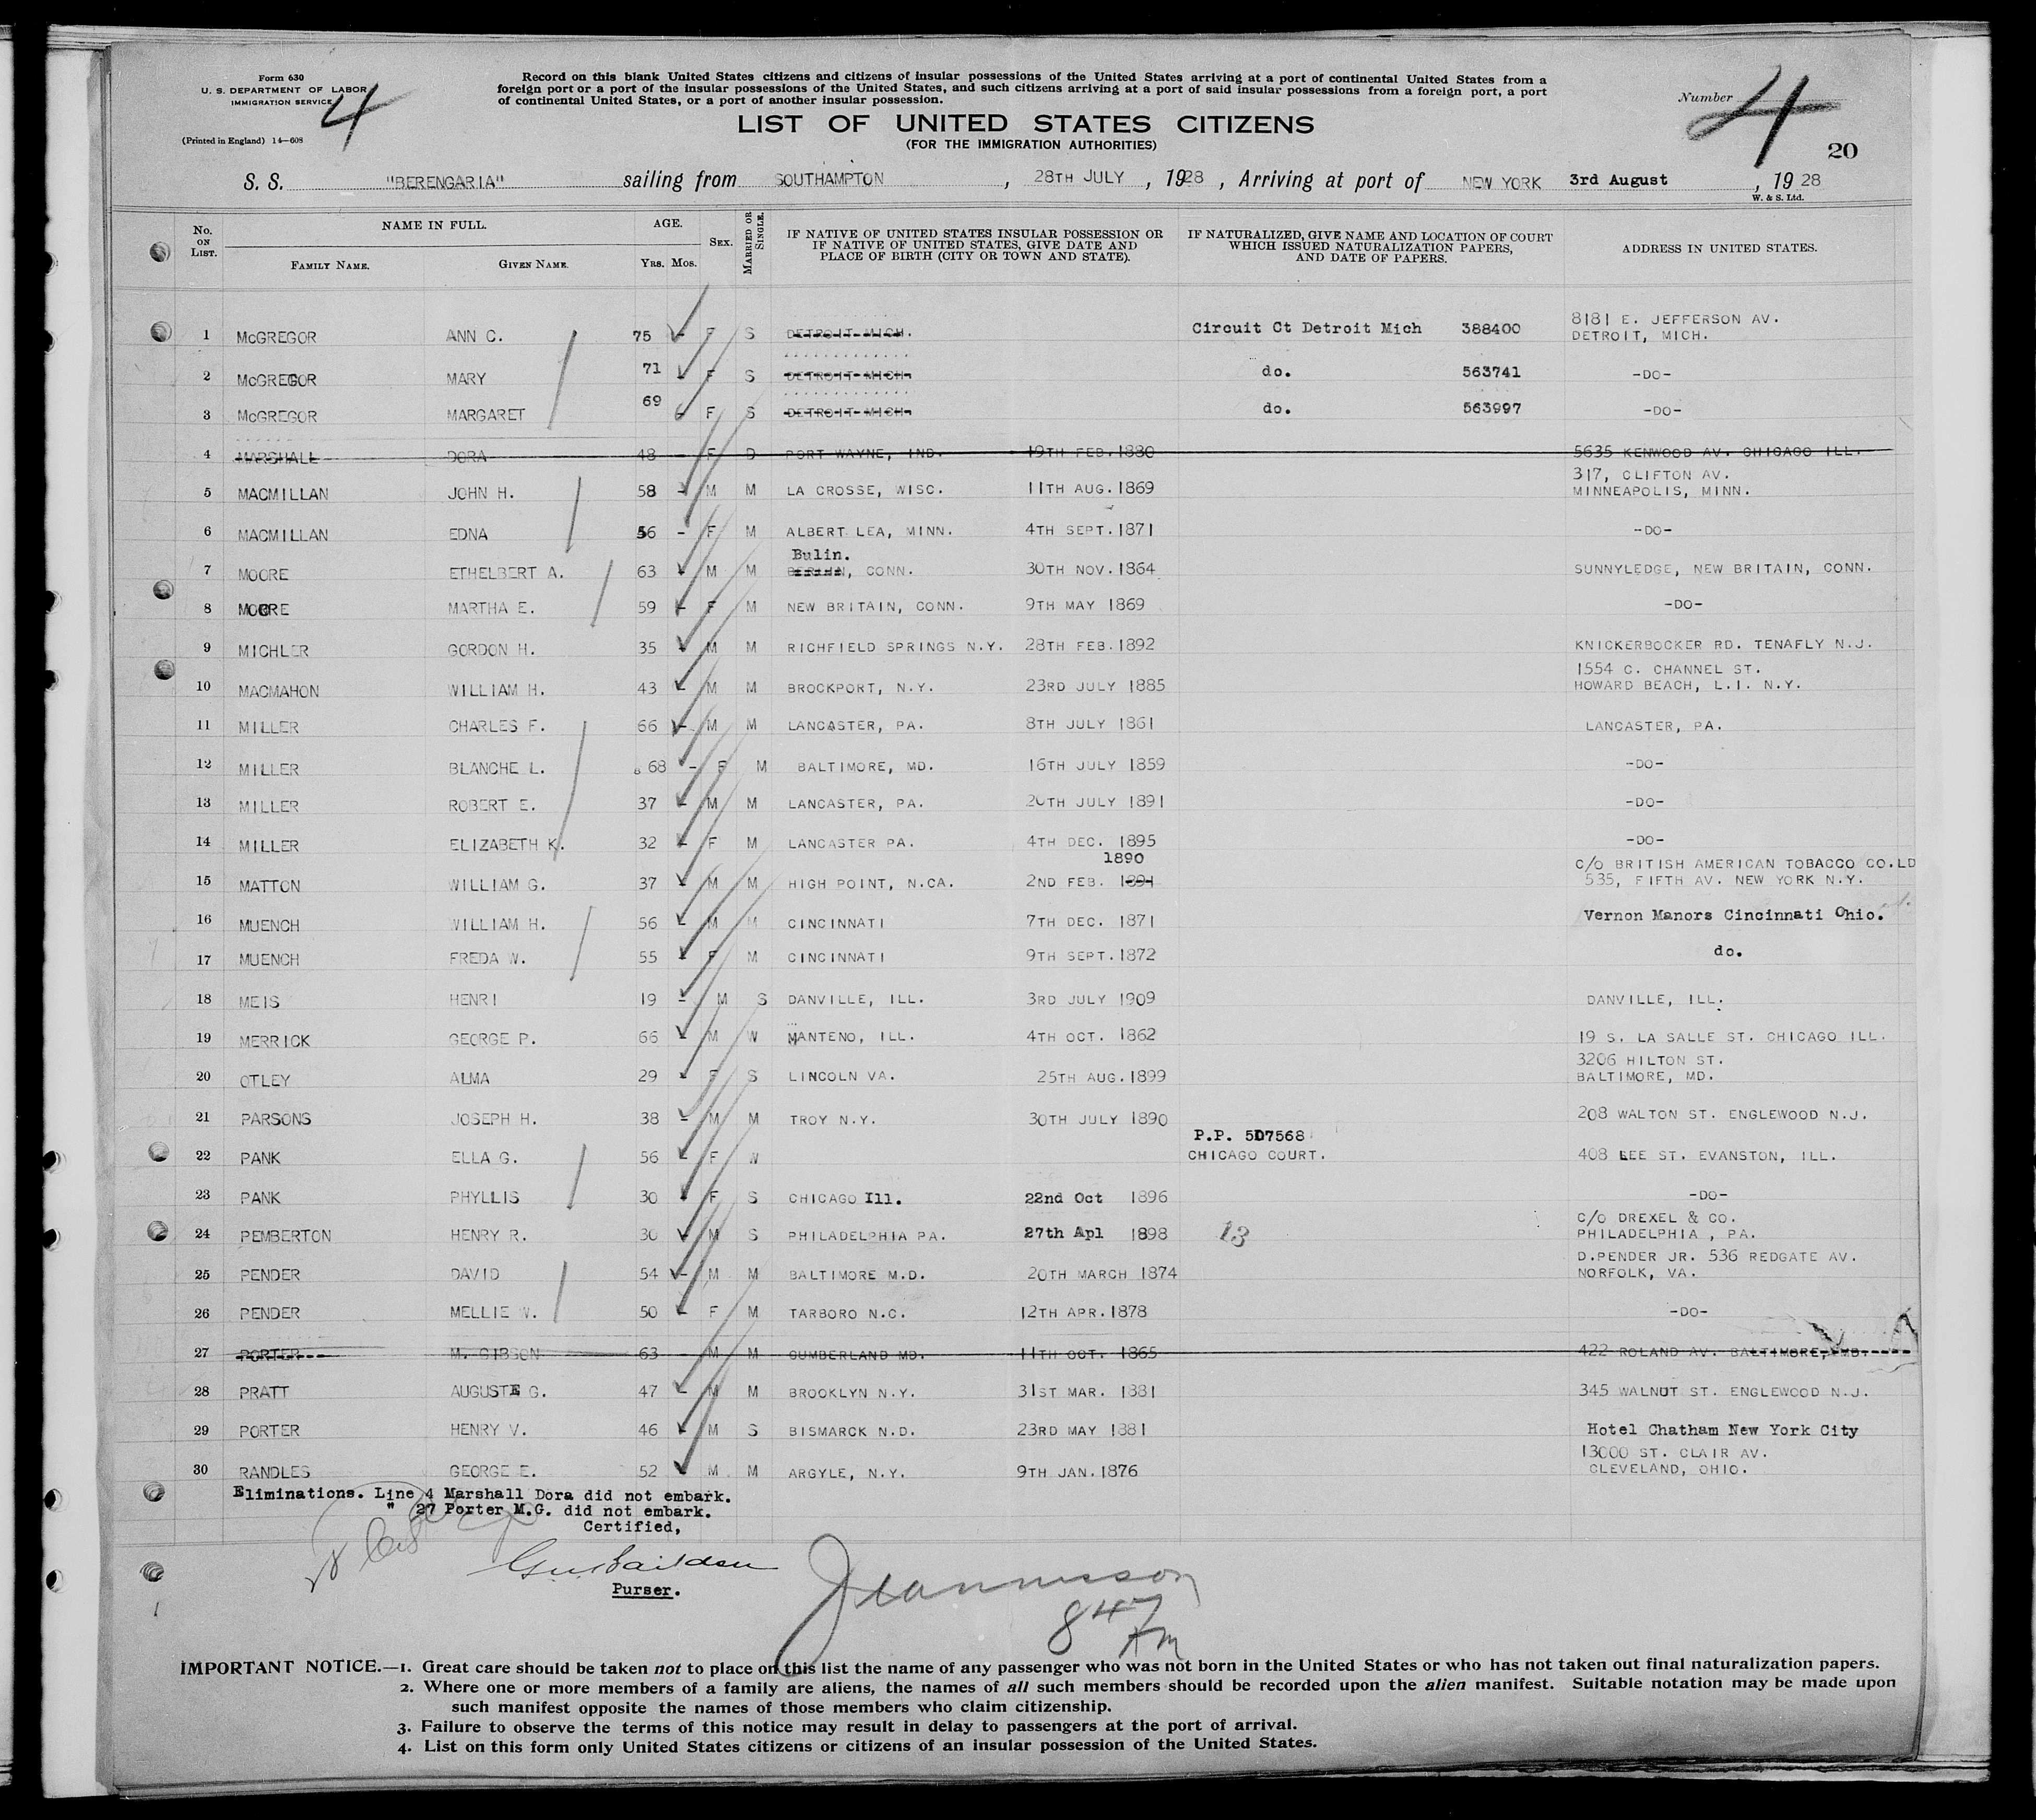 Form 630
U. S. DEPARTMENT OF LABOR
IMMIGRATION SERVICE
(Printed in England) 14—608
4
Record on this blank United States citizens and citizens of insular possessions of the United States arriving at a port of continental United States from a
foreign port or a port of the insular possessions of the United States, and such citizens arriving at a port of said insular possessions from a foreign port, a port
of continental United States, or a port of another insular possession.
Number 4
20
LIST OF UNITED STATES CITIZENS
(FOR THE IMMIGRATION AUTHORITIES)
S. S. "BERENGARIA" sailing from SOUTHAMPTON, 28TH JULY, 1928, Arriving at port of NEW YORK 3rd August, 1928
W. & S. Ltd.
No. ON LIST. NAME IN FULL. FAMILY NAME. GIVEN NAME. AGE. YRS. MOS. SEX. MARRIED OR SINGLE. IF NATIVE OF UNITED STATES INSULAR POSSESSION OR IF NATIVE OF UNITED STATES, GIVE DATE AND PLACE OF BIRTH (CITY OR TOWN AND STATE). IF NATURALIZED, GIVE NAME AND LOCATION OF COURT WHICH ISSUED NATURALIZATION PAPERS, AND DATE OF PAPERS. ADDRESS IN UNITED STATES.
1 McGREGOR ANN C. 75 - F S DETROIT MICH. Circuit Ct Detroit Mich 388400 8181 E. JEFFERSON AV. DETROIT, MICH.
2 McGREGOR MARY 71 - F S DETROIT MICH. do. 563741 -DO-
3 McGREGOR MARGARET 69 F S DETROIT MICH. do. 563997 -DO-
4 MARSHALL DORA 48 - F D FORT WAYNE, IND. 19TH FEB.1880 5635 KENWOOD AV. CHICAGO ILL.
5 MACMILLAN JOHN H. 58 - M M LA CROSSE, WISC. 11TH AUG.1869 317, CLIFTON AV. MINNEAPOLIS, MINN.
6 MACMILLAN EDNA 56 - F M ALBERT LEA, MINN. 4TH SEPT.1871 -DO-
Bulin.
7 MOORE ETHELBERT A. 63 - M M BERLIN, CONN. 30TH NOV.1864 SUNNYLEDGE, NEW BRITAIN, CONN.
8 MOORE MARTHA E. 59 - F M NEW BRITAIN, CONN. 9TH MAY 1869 -DO-
9 MICHLER GORDON H. 35 - M M RICHFIELD SPRINGS N.Y. 28TH FEB.1892 KNICKERBOCKER RD. TENAFLY N.J.
10 MACMAHON WILLIAM H. 43 - M M BROCKPORT, N.Y. 23RD JULY 1885 1554 C. CHANNEL ST. HOWARD BEACH, L.I. N.Y.
11 MILLER CHARLES F. 66 - M M LANCASTER, PA. 8TH JULY 1861 LANCASTER, PA.
12 MILLER BLANCHE L. 68 - F M BALTIMORE, MD. 16TH JULY 1859 -DO-
13 MILLER ROBERT E. 37 - M M LANCASTER, PA. 20TH JULY 1891 -DO-
14 MILLER ELIZABETH K. 32 - F M LANCASTER PA. 4TH DEC. 1895 -DO-
1890
15 MATTON WILLIAM G. 37 - M M HIGH POINT, N.CA. 2ND FEB. 1891 C/O BRITISH AMERICAN TOBACCO CO.LD 535, FIFTH AV. NEW YORK N.Y.
16 MUENCH WILLIAM H. 56 - M M CINCINNATI 7TH DEC. 1871 Vernon Manors Cincinnati Ohio.
17 MUENCH FREDA W. 55 - F M CINCINNATI 9TH SEPT.1872 do.
18 MEIS HENRI 19 - M S DANVILLE, ILL. 3RD JULY 1909 DANVILLE, ILL.
19 MERRICK GEORGE P. 66 - M W MANTENO, ILL. 4TH OCT. 1862 19 S. LA SALLE ST. CHICAGO ILL.
20 OTLEY ALMA 29 - F S LINCOLN VA. 25TH AUG.1899 3206 HILTON ST. BALTIMORE, MD.
21 PARSONS JOSEPH H. 38 - M M TROY N.Y. 30TH JULY 1890 208 WALTON ST. ENGLEWOOD N.J.
22 PANK ELLA G. 56 - F W P.P. 5D7568 CHICAGO COURT. 408 LEE ST. EVANSTON, ILL.
23 PANK PHYLLIS 30 - F S CHICAGO Ill. 22nd Oct 1896 -DO-
24 PEMBERTON HENRY R. 30 - M S PHILADELPHIA PA. 27th Apl 1898 13 C/O DREXEL & CO. PHILADELPHIA, PA.
25 PENDER DAVID 54 - M M BALTIMORE M.D. 20TH MARCH 1874 D.PENDER JR. 536 REDGATE AV. NORFOLK, VA.
26 PENDER MELLIE W. 50 - F M TARBORO N.C. 12TH APR.1878 -DO-
27 PORTER M. GIBSON 63 - M M CUMBERLAND MD. 11TH OCT. 1865 422 ROLAND AV. BALTIMORE, MD.
28 PRATT AUGUSTE G. 47 - M M BROOKLYN N.Y. 31ST MAR. 1881 345 WALNUT ST. ENGLEWOOD N.J.
29 PORTER HENRY V. 46 - M S BISMARCK N.D. 23RD MAY 1881 Hotel Chatham New York City
30 RANDLES GEORGE E. 52 - M M ARGYLE, N.Y. 9TH JAN.1876 13000 ST. CLAIR AV. CLEVELAND, OHIO.
Eliminations. Line 4 Marshall Dora did not embark.
" 27 Porter M.G. did not embark.
Certified,
Purser.
847 AM
IMPORTANT NOTICE.—1. Great care should be taken not to place on this list the name of any passenger who was not born in the United States or who has not taken out final naturalization papers.
2. Where one or more members of a family are aliens, the names of all such members should be recorded upon the alien manifest. Suitable notation may be made upon
such manifest opposite the names of those members who claim citizenship.
3. Failure to observe the terms of this notice may result in delay to passengers at the port of arrival.
4. List on this form only United States citizens or citizens of an insular possession of the United States.